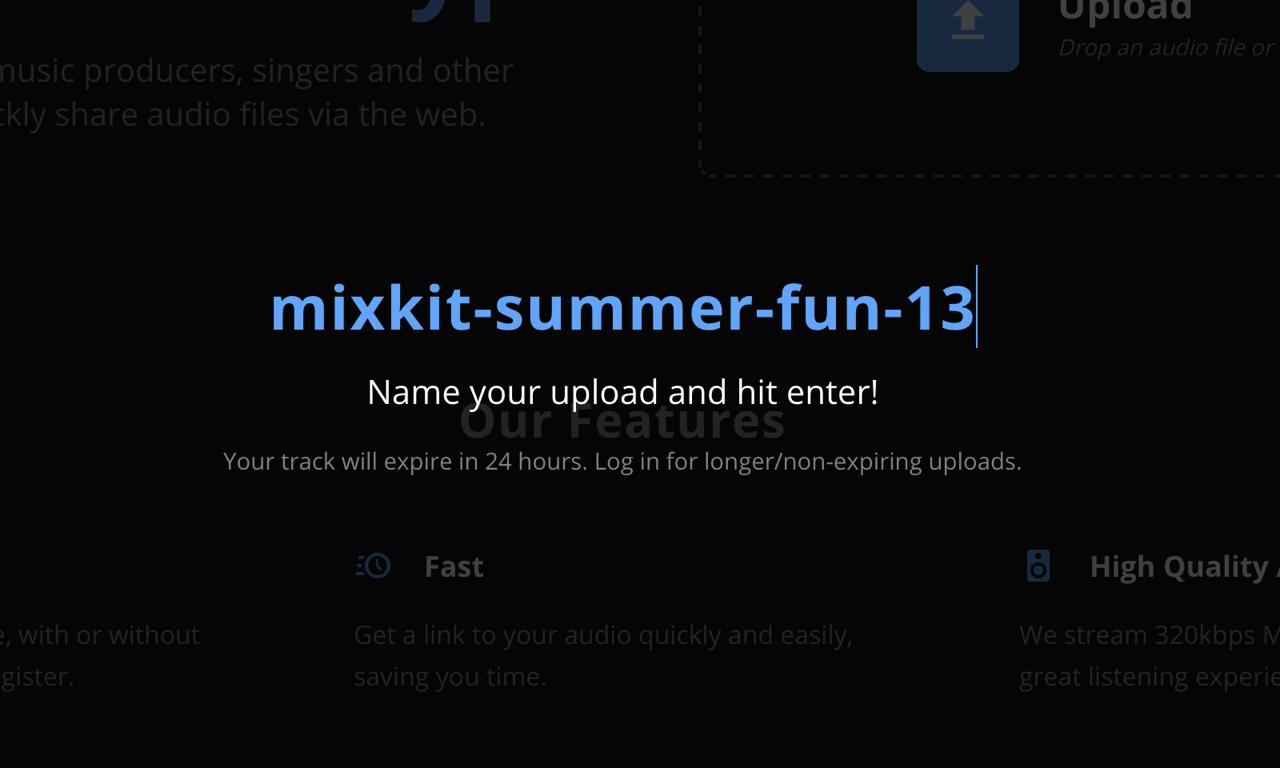 Upload
Drop an audio file or
music producers, singers and other
ckly share audio files via the web.
mixkit-summer-fun-13
Name your upload and hit enter!
Our Features
Your track will expire in 24 hours. Log in for longer/non-expiring uploads.
Fast
High Quality
e, with or without
gister.
Get a link to your audio quickly and easily,
saving you time.
We stream 320kbps M
great listening experie